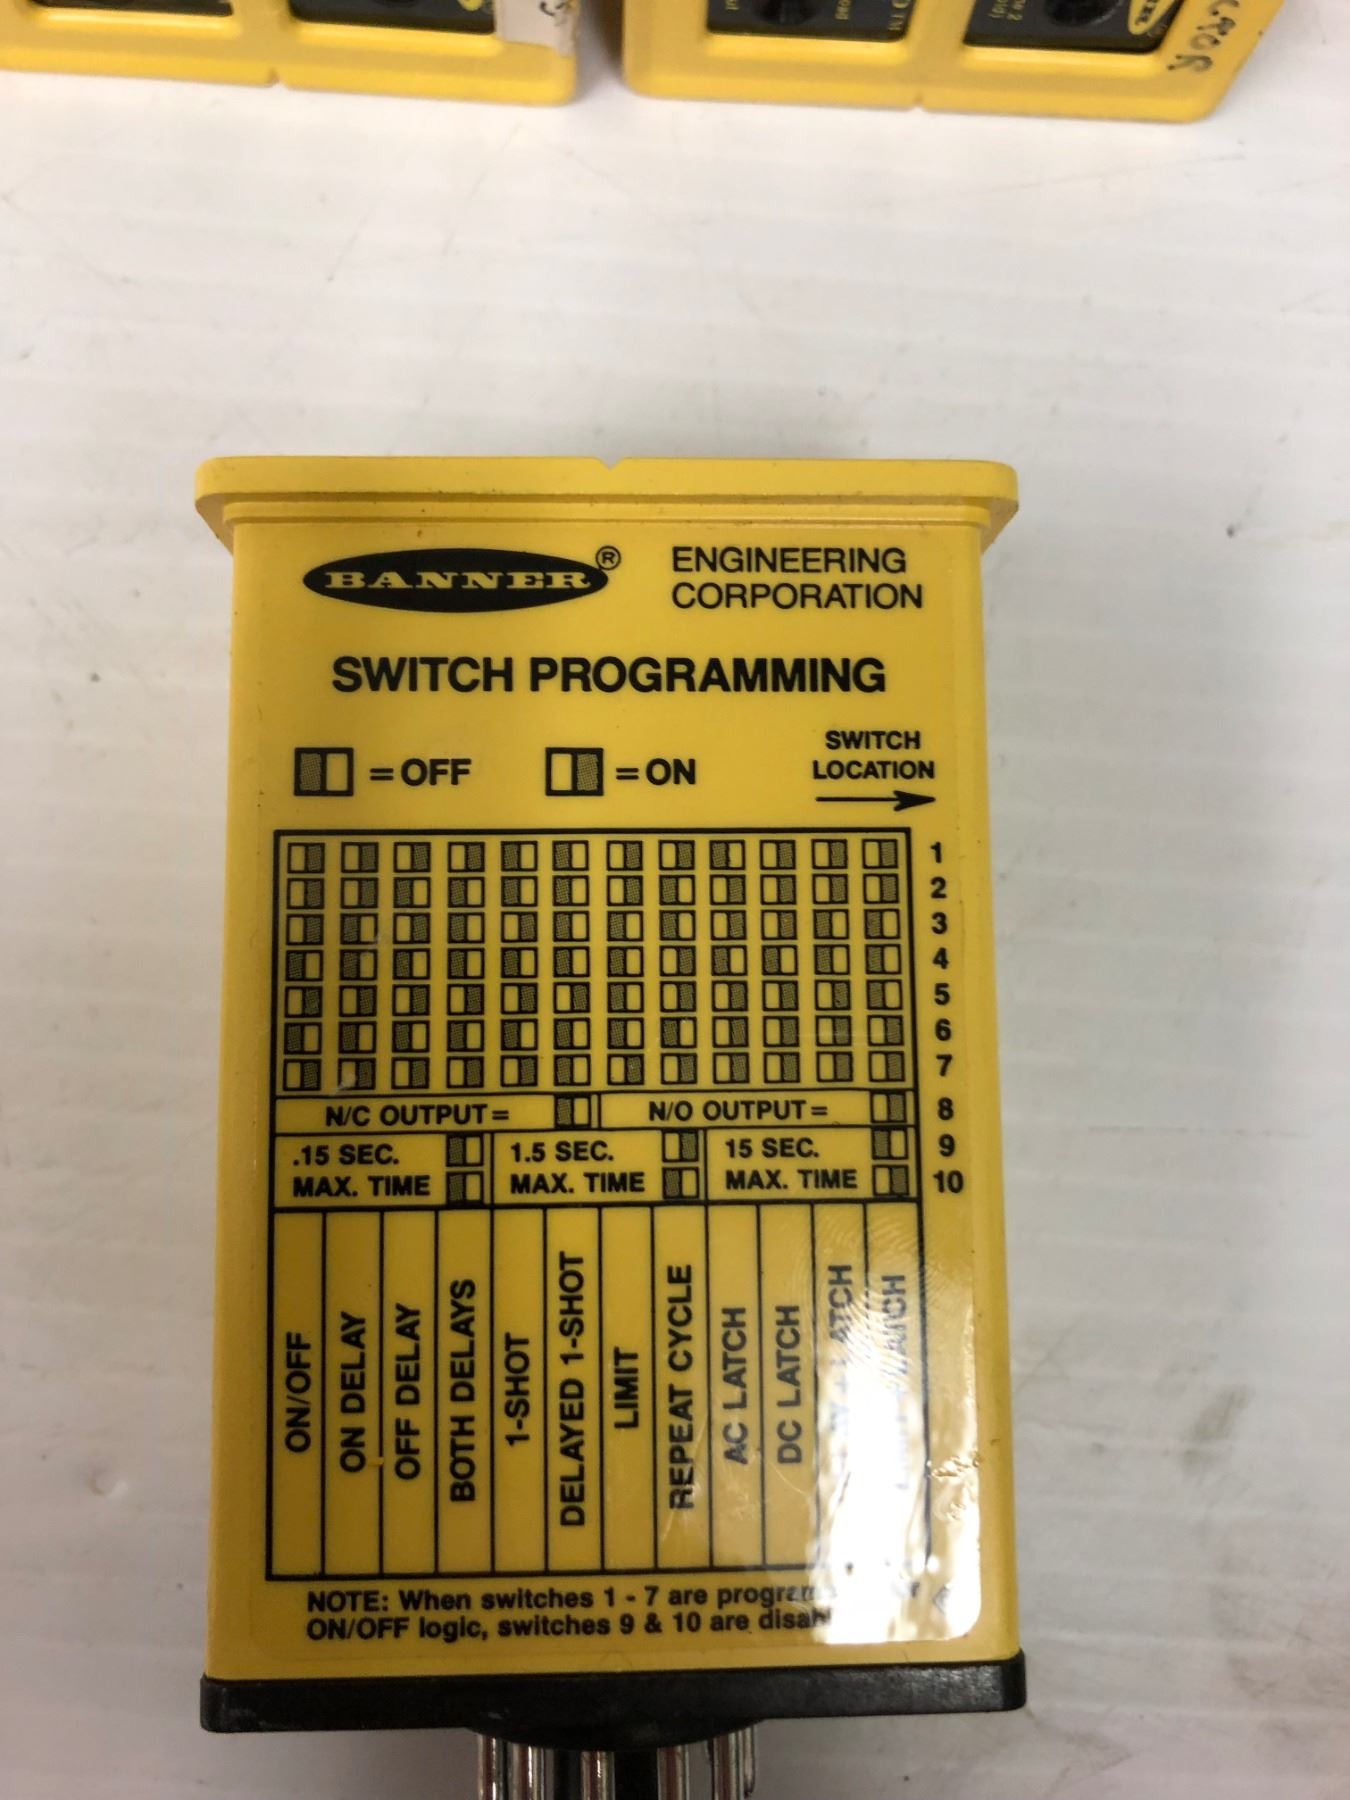 BANNER®
ENGINEERING
CORPORATION
SWITCH PROGRAMMING
= OFF
= ON
SWITCH
LOCATION
1
2
3
4
5
6
7
N/C OUTPUT =
N/O OUTPUT =
8
.15 SEC.
MAX. TIME
1.5 SEC.
MAX. TIME
15 SEC.
MAX. TIME
9
10
ON/OFF
ON DELAY
OFF DELAY
BOTH DELAYS
1-SHOT
DELAYED 1-SHOT
LIMIT
REPEAT CYCLE
AC LATCH
DC LATCH
LATCH
LATCH
NOTE: When switches 1 - 7 are
ON/OFF logic, switches 9 & 10 are